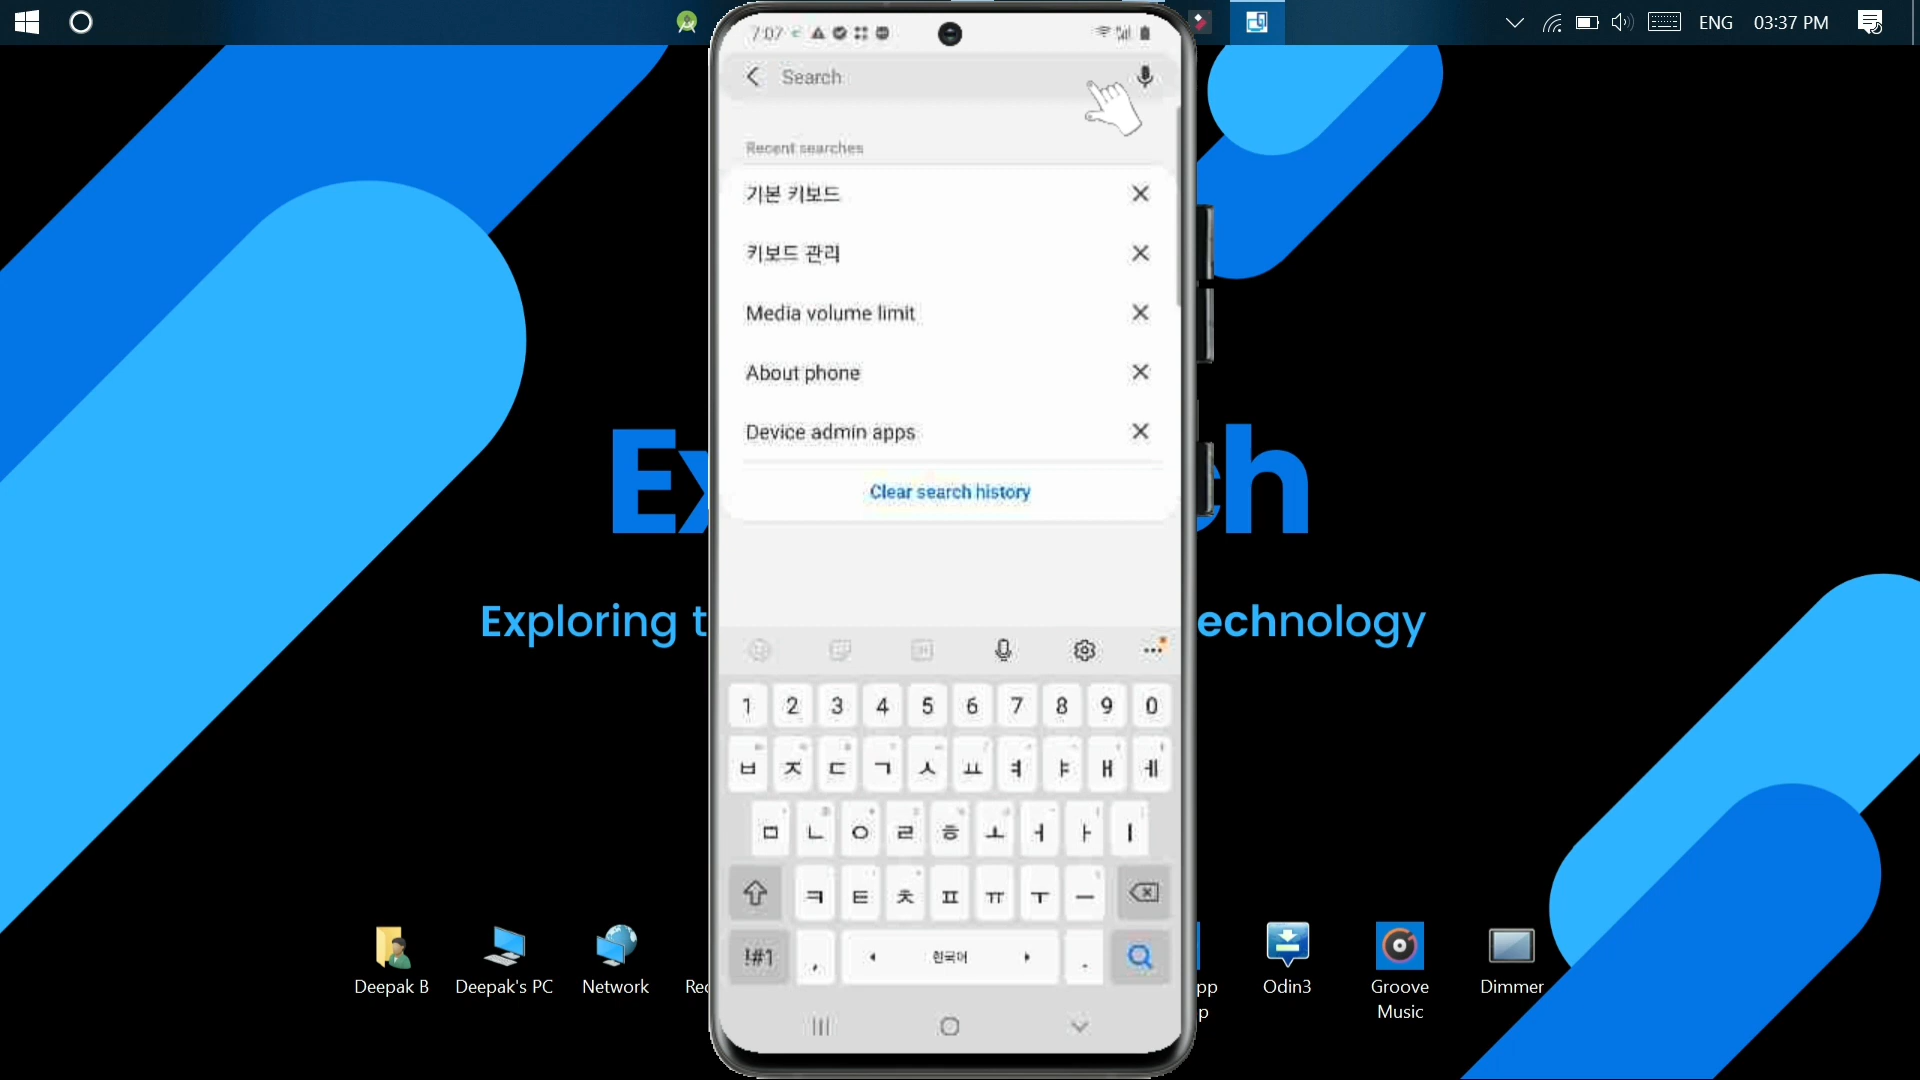 ENG 03:37 PM
7:07
Search
Recent searches
기본 키보드
키보드 관리
Media volume limit
About phone
Device admin apps
Clear search history
Exploring t
echnology
1 2 3 4 5 6 7 8 9 0
ㅂ ㅈ ㄷ ㄱ ㅅ ㅛ ㅕ ㅑ ㅐ ㅔ
ㅁ ㄴ ㅇ ㄹ ㅎ ㅗ ㅓ ㅏ ㅣ
ㅋ ㅌ ㅊ ㅍ ㅠ ㅜ ㅡ
!#1 , 한국어 .
Deepak B
Deepak's PC
Network
Odin3
Groove
Music
Dimmer